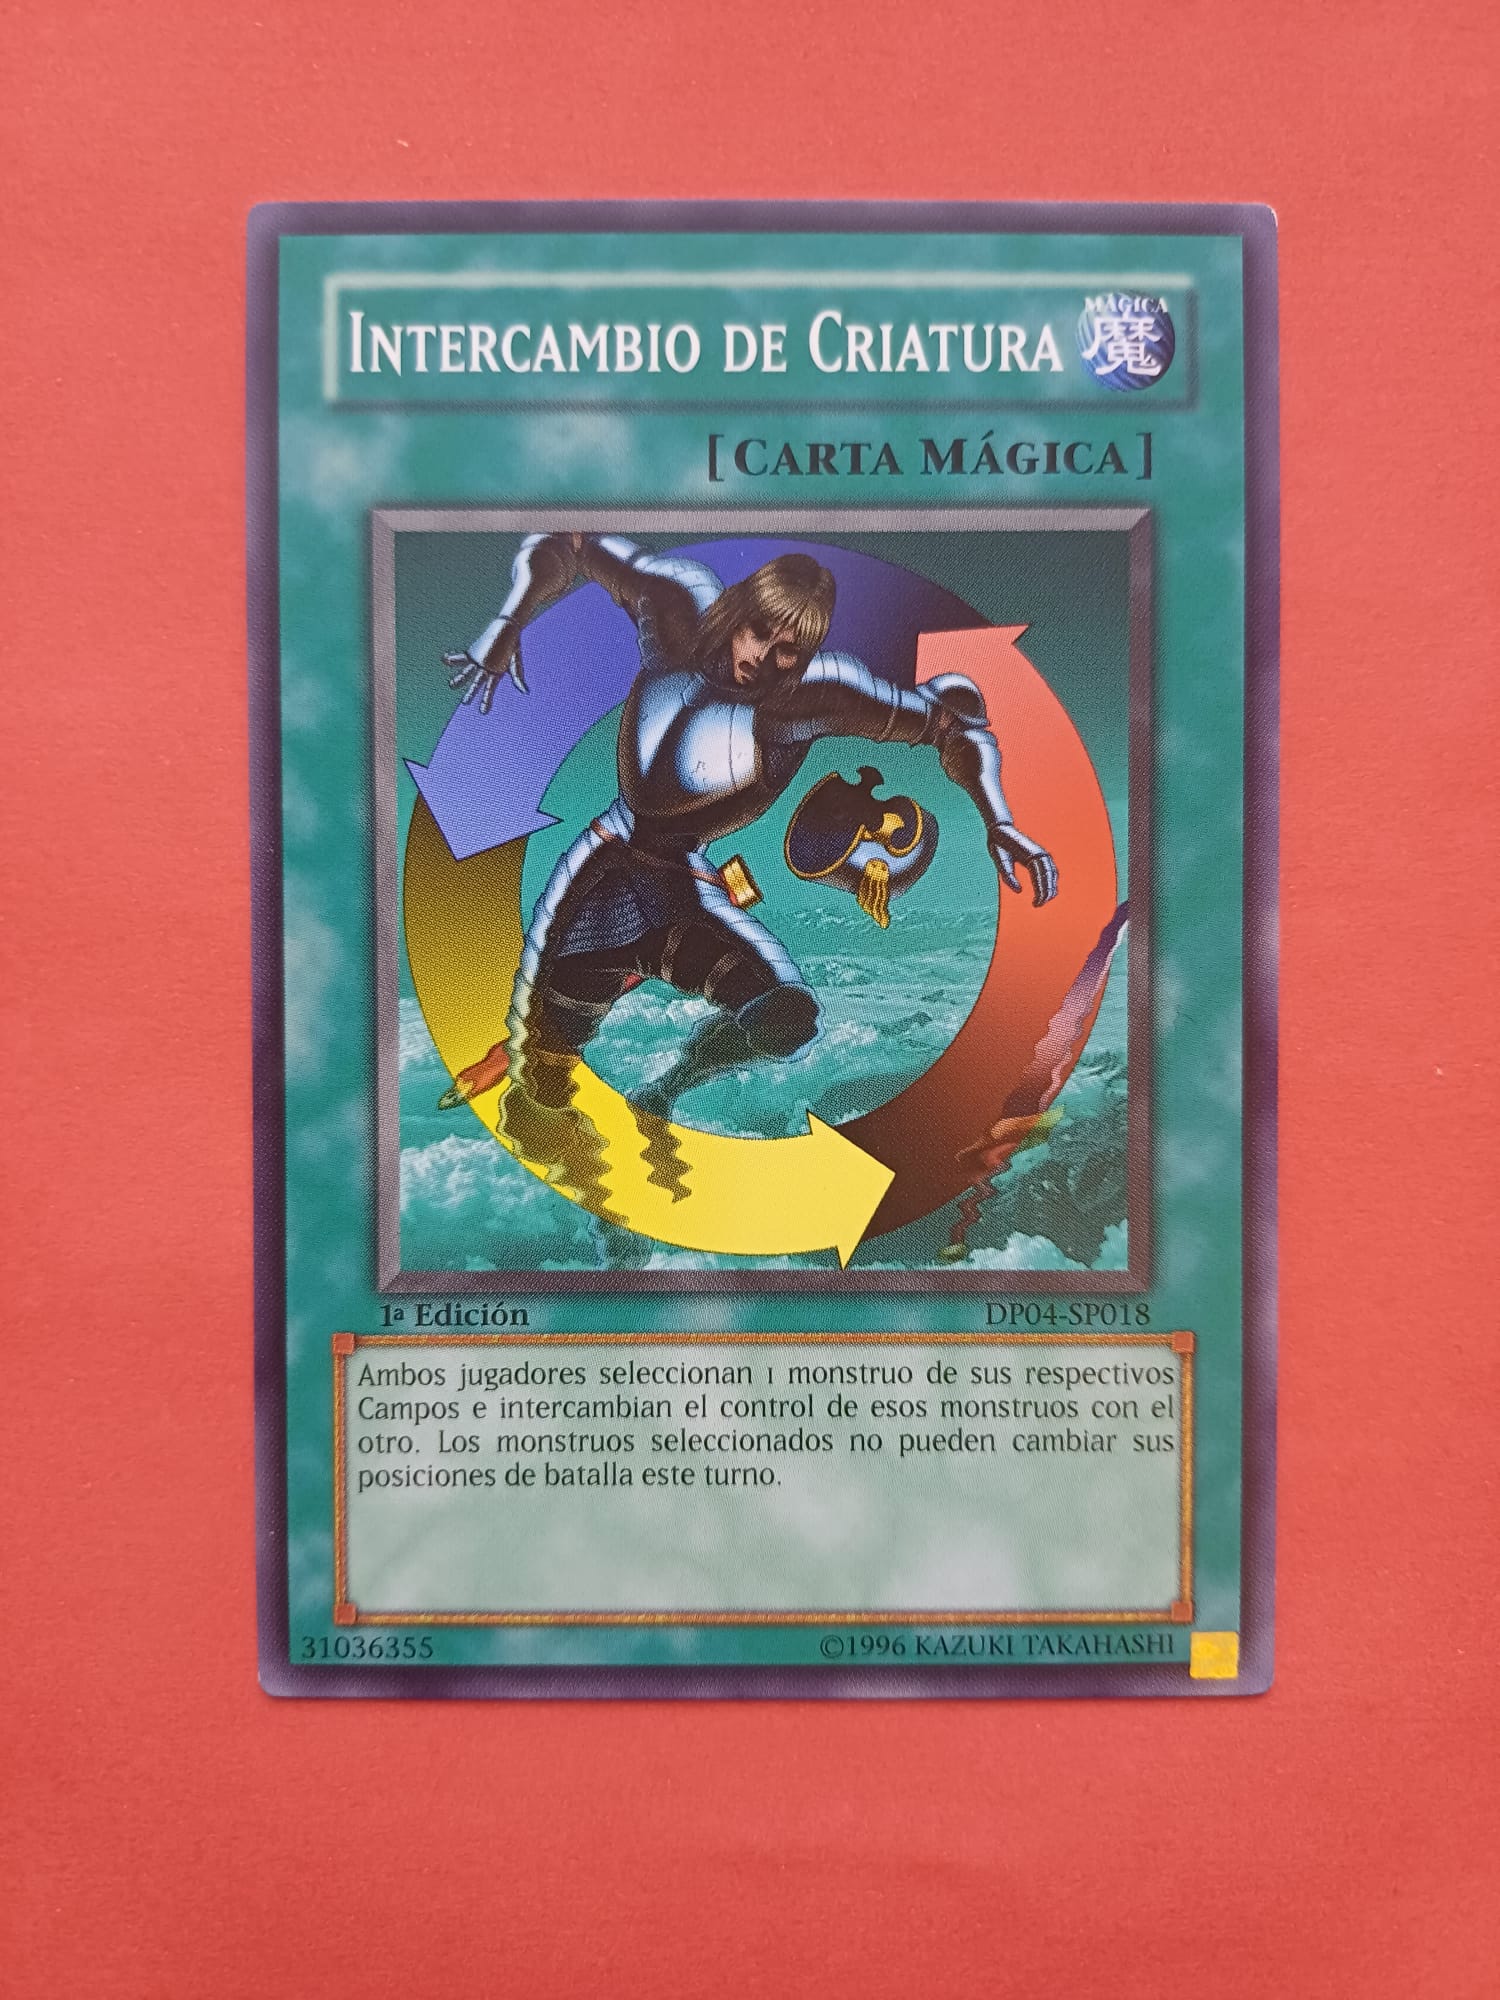 INTERCAMBIO DE CRIATURA
MÁGICA
魔
[CARTA MÁGICA]
1ª Edición
DP04-SP018
Ambos jugadores seleccionan 1 monstruo de sus respectivos
Campos e intercambian el control de esos monstruos con el
otro. Los monstruos seleccionados no pueden cambiar sus
posiciones de batalla este turno.
31036355
©1996 KAZUKI TAKAHASHI